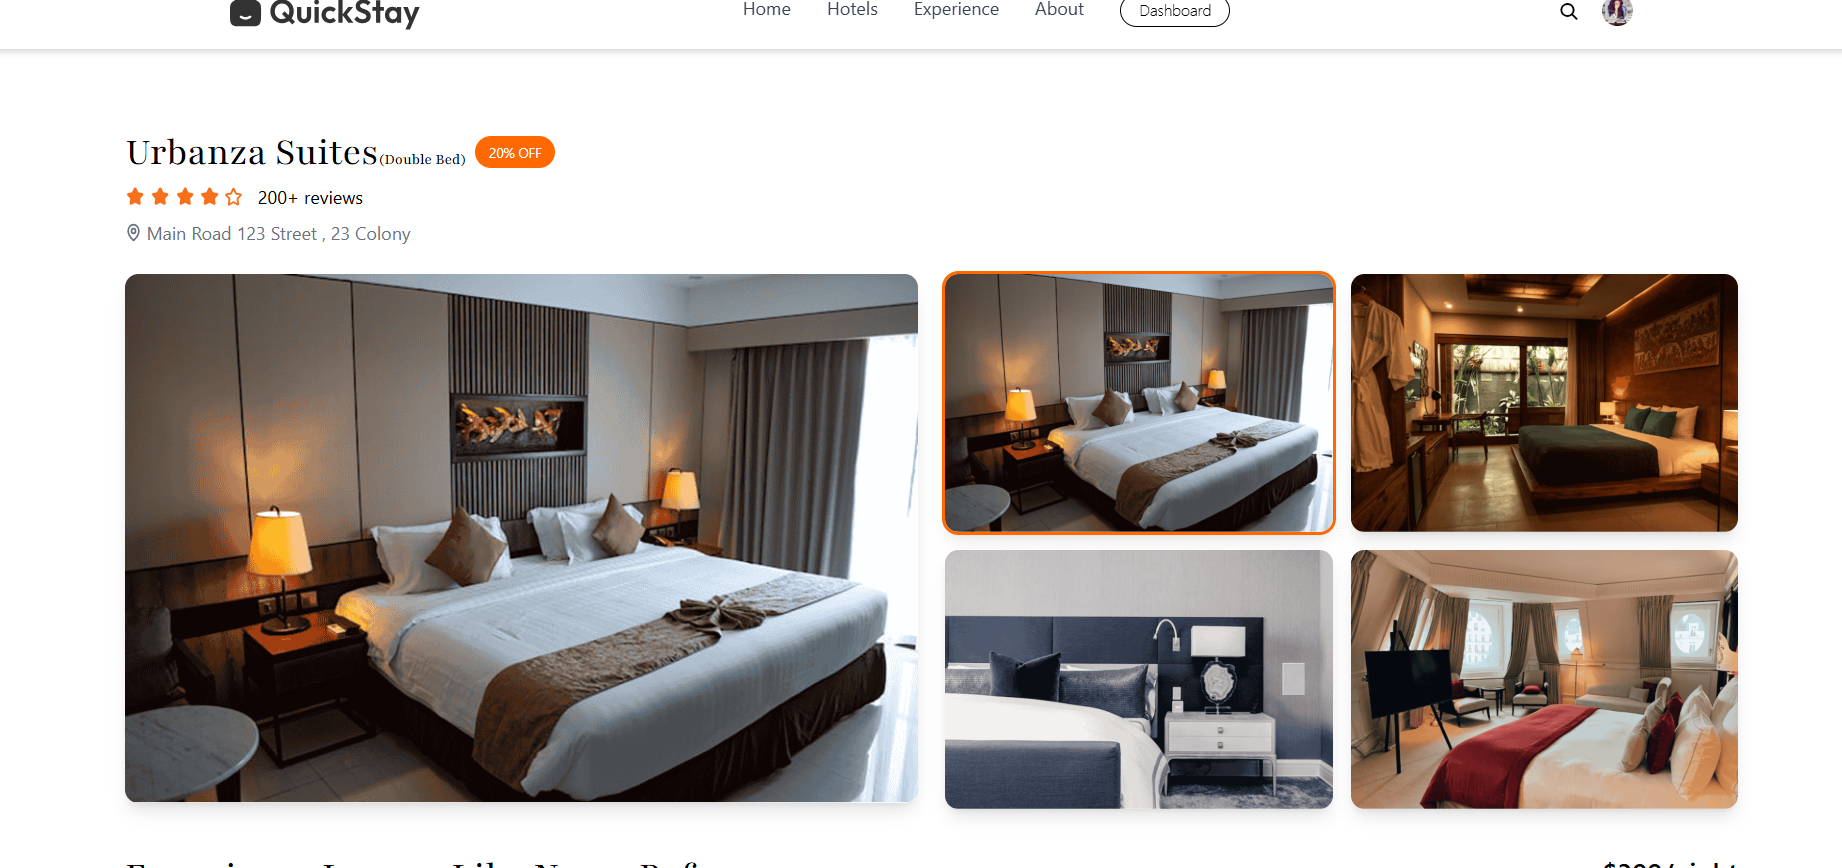 QuickStay
Home Hotels Experience About Dashboard
Urbanza Suites(Double Bed) 20% OFF
200+ reviews
Main Road 123 Street , 23 Colony